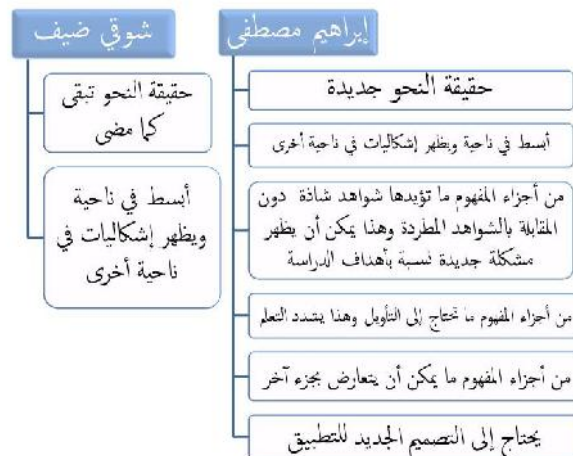 إبراهيم مصطفى
حقيقة النحو جديدة
أبسط في ناحية ويظهر إشكاليات في ناحية أخرى
من أجزاء المفهوم ما تؤيدها شواهد شاذة دون
المقابلة بالشواهد المطردة وهذا يمكن أن يظهر
مشكلة جديدة نسبة بأهداف الدراسة
من أجزاء المفهوم ما تحتاج إلى التأويل وهذا يشدد التعلم
من أجزاء المفهوم ما يمكن أن يتعارض بجزء آخر
يحتاج إلى التصميم الجديد للتطبيق
شوقي ضيف
حقيقة النحو تبقى
كما مضى
أبسط في ناحية
ويظهر إشكاليات في
ناحية أخرى